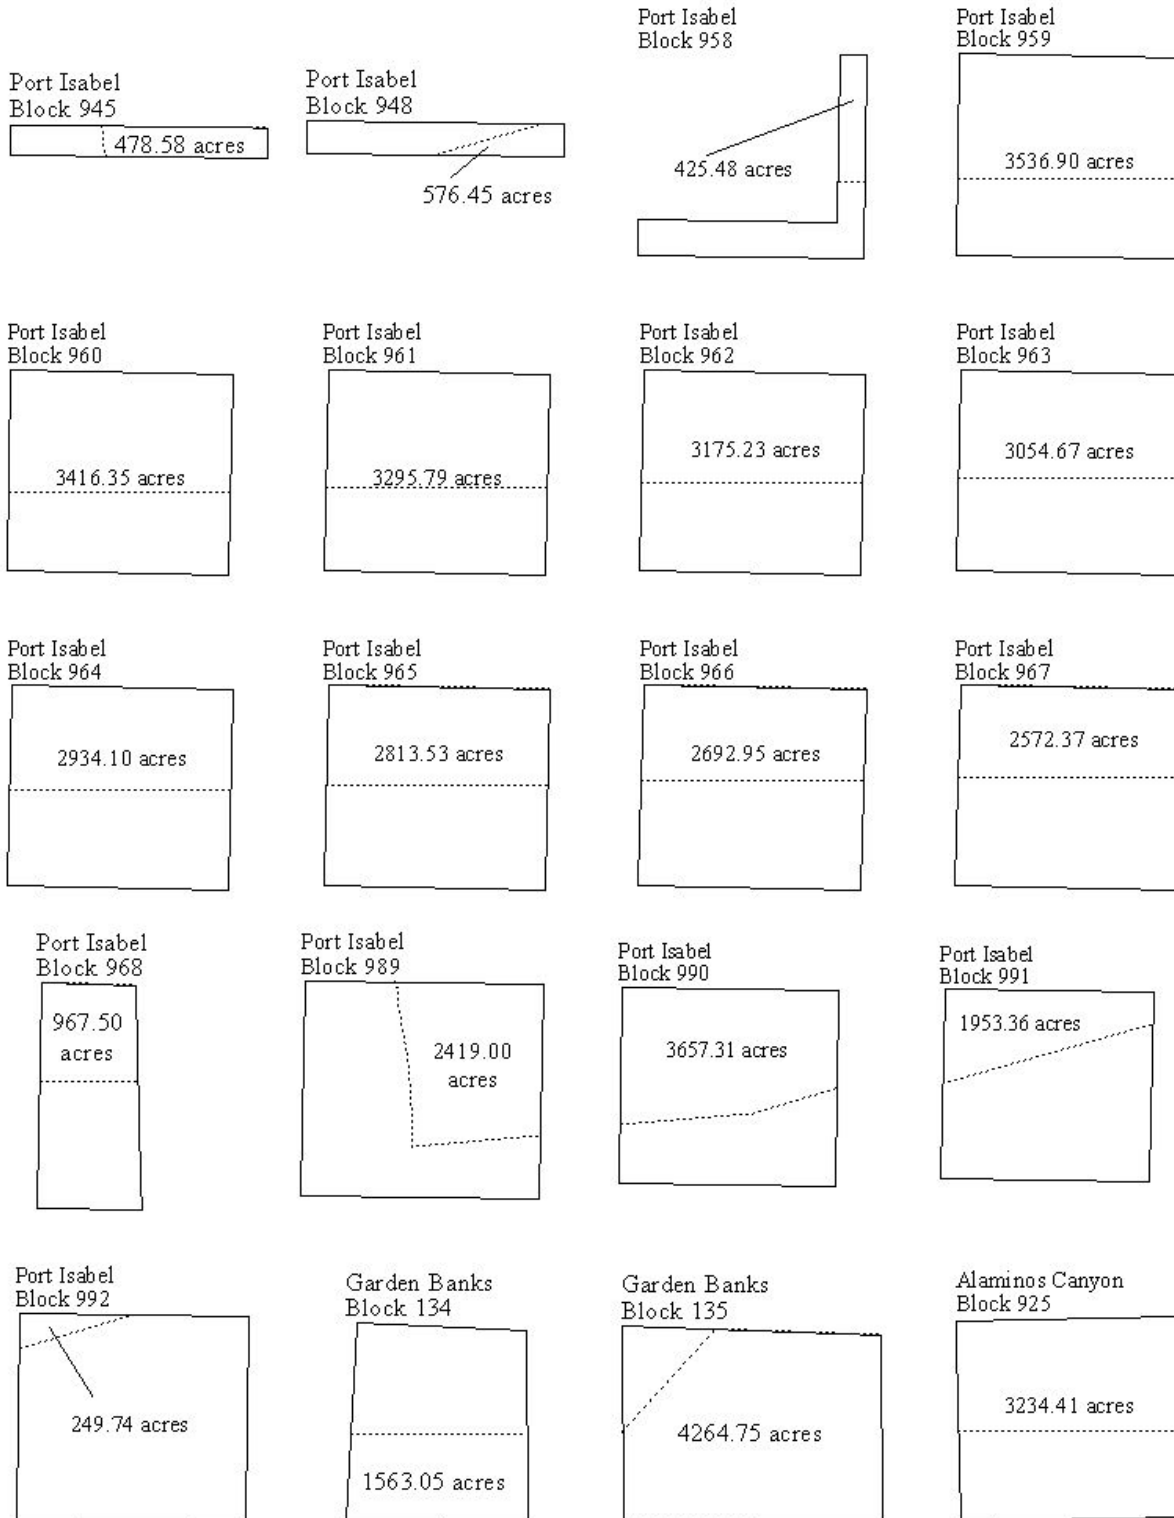 Port Isabel
Block 945
478.58 acres
Port Isabel
Block 948
576.45 acres
Port Isabel
Block 958
425.48 acres
Port Isabel
Block 959
3536.90 acres
Port Isabel
Block 960
3416.35 acres
Port Isabel
Block 961
3295.79 acres
Port Isabel
Block 962
3175.23 acres
Port Isabel
Block 963
3054.67 acres
Port Isabel
Block 964
2934.10 acres
Port Isabel
Block 965
2813.53 acres
Port Isabel
Block 966
2692.95 acres
Port Isabel
Block 967
2572.37 acres
Port Isabel
Block 968
967.50
acres
Port Isabel
Block 989
2419.00
acres
Port Isabel
Block 990
3657.31 acres
Port Isabel
Block 991
1953.36 acres
Port Isabel
Block 992
249.74 acres
Garden Banks
Block 134
1563.05 acres
Garden Banks
Block 135
4264.75 acres
Alaminos Canyon
Block 925
3234.41 acres